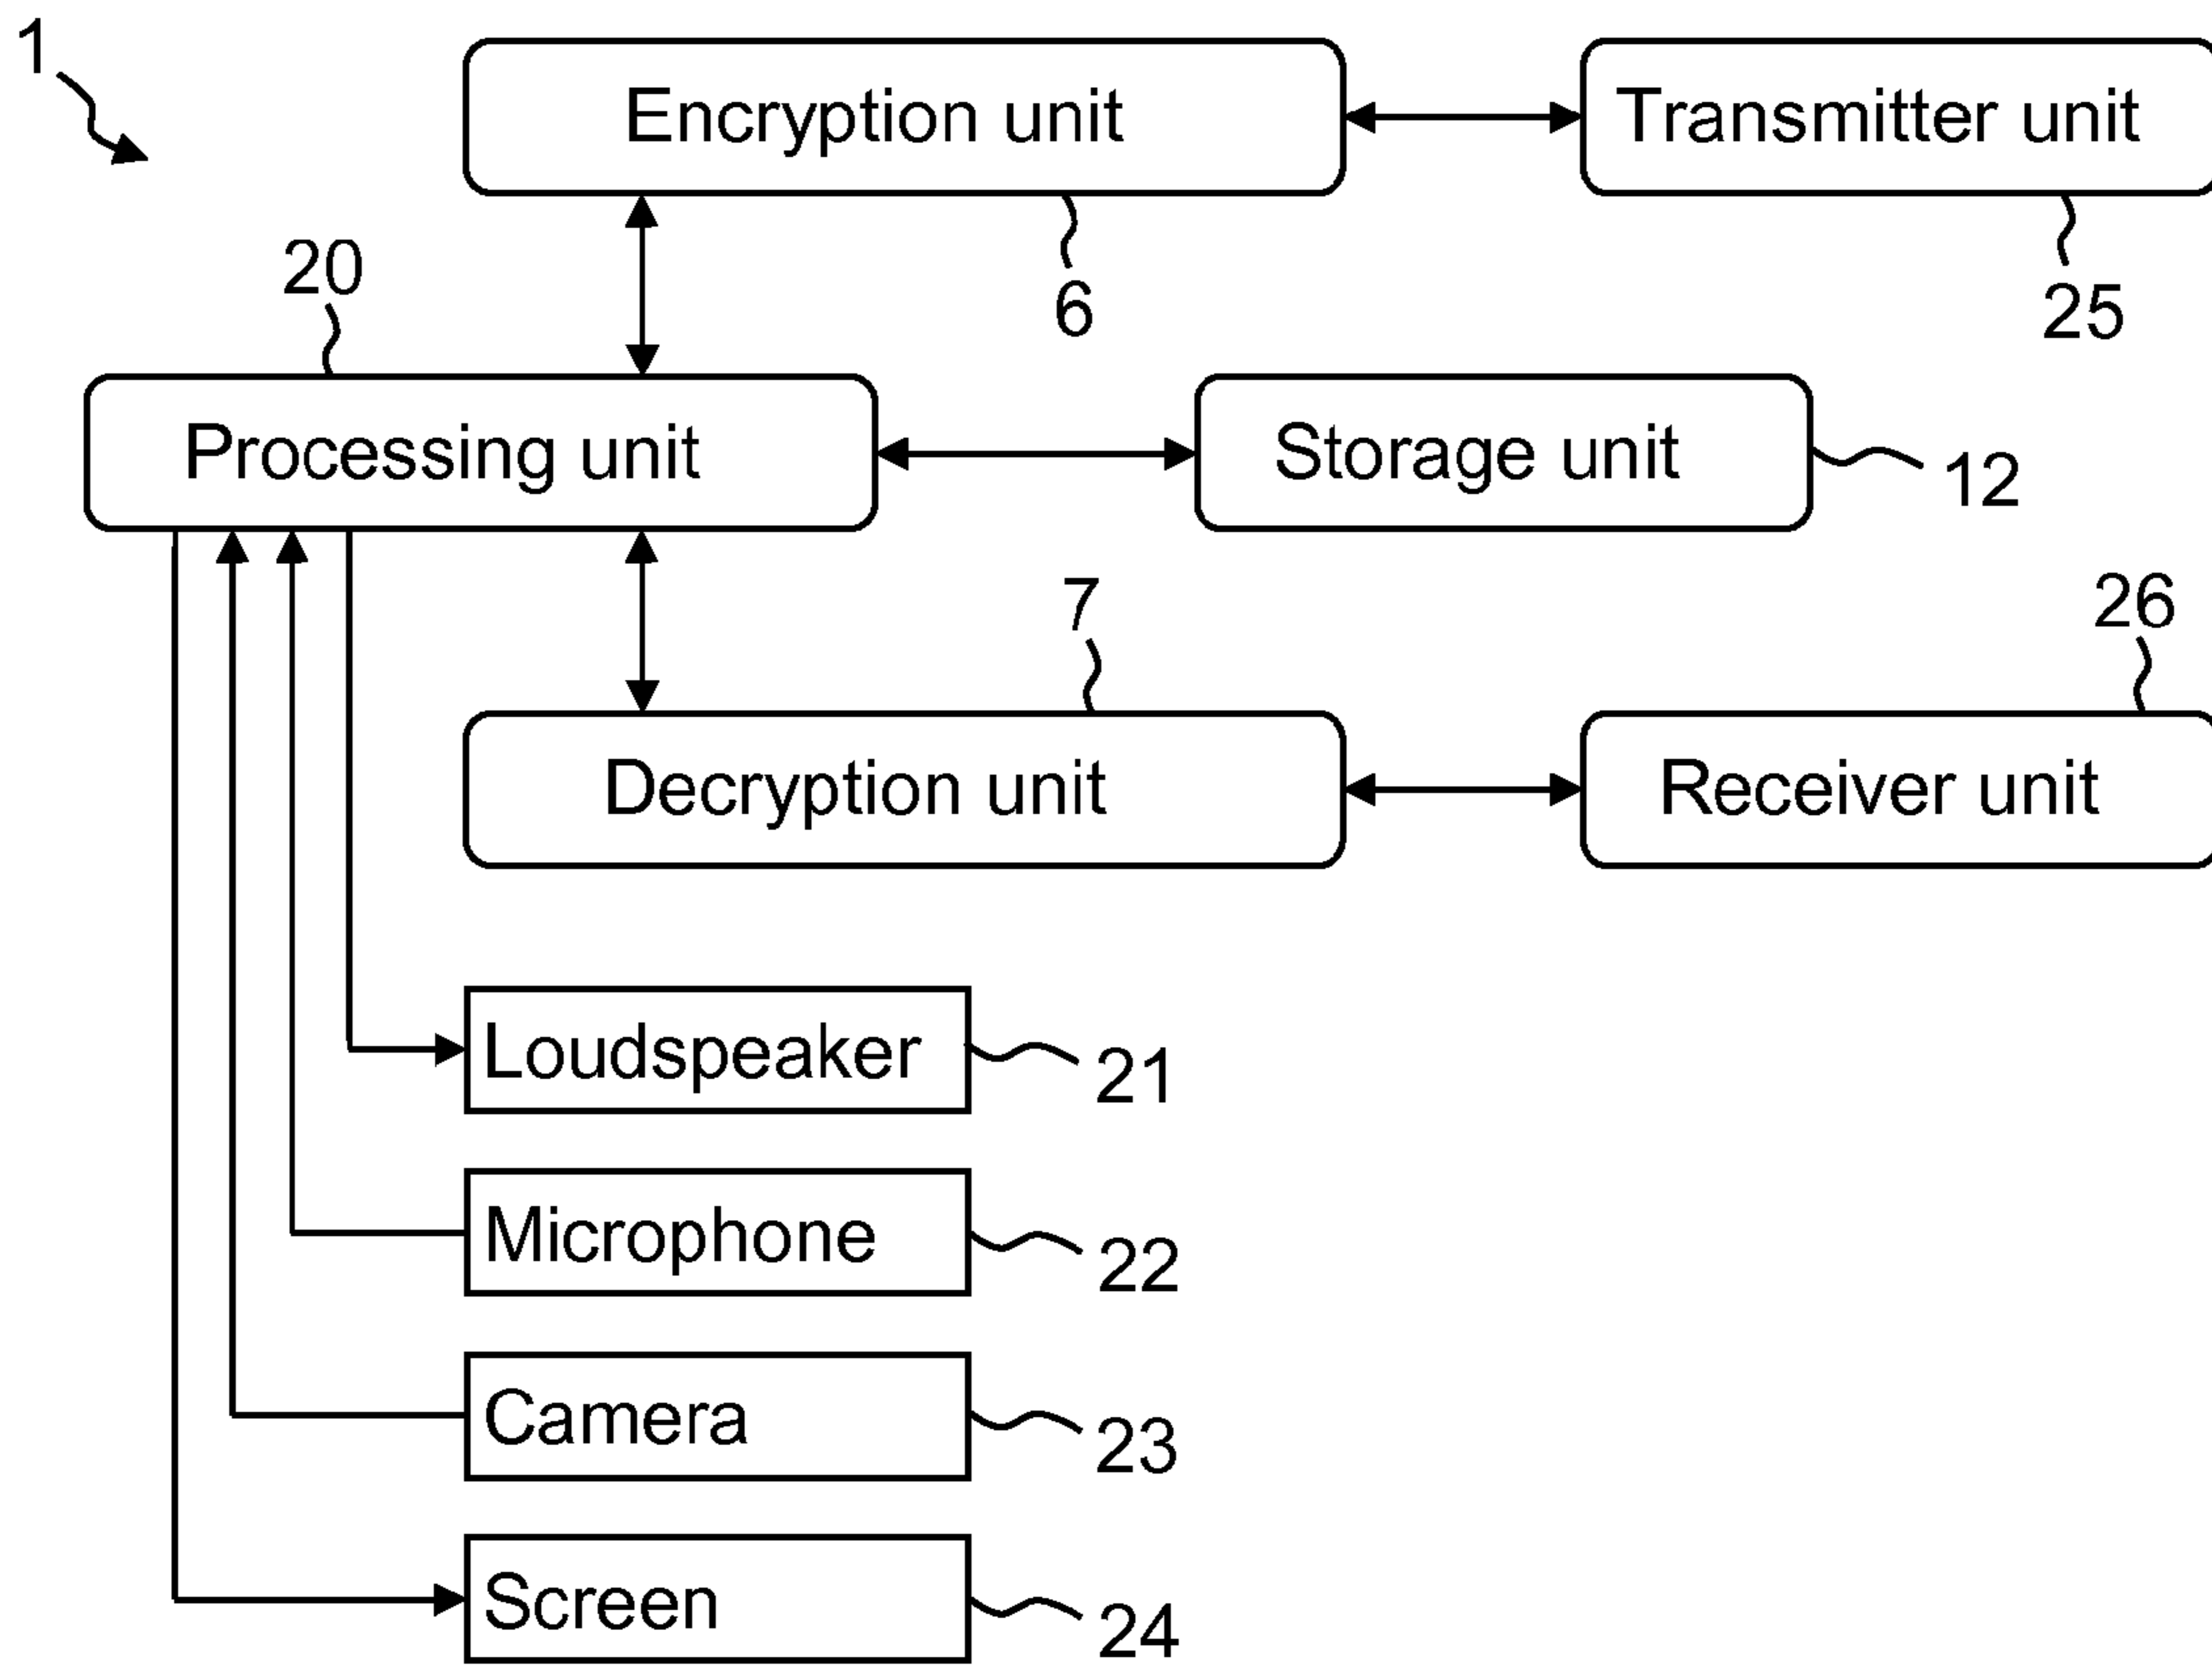 1
Encryption unit
Transmitter unit
20
6
25
Processing unit
Storage unit
12
7
26
Decryption unit
Receiver unit
Loudspeaker
21
Microphone
22
Camera
23
Screen
24